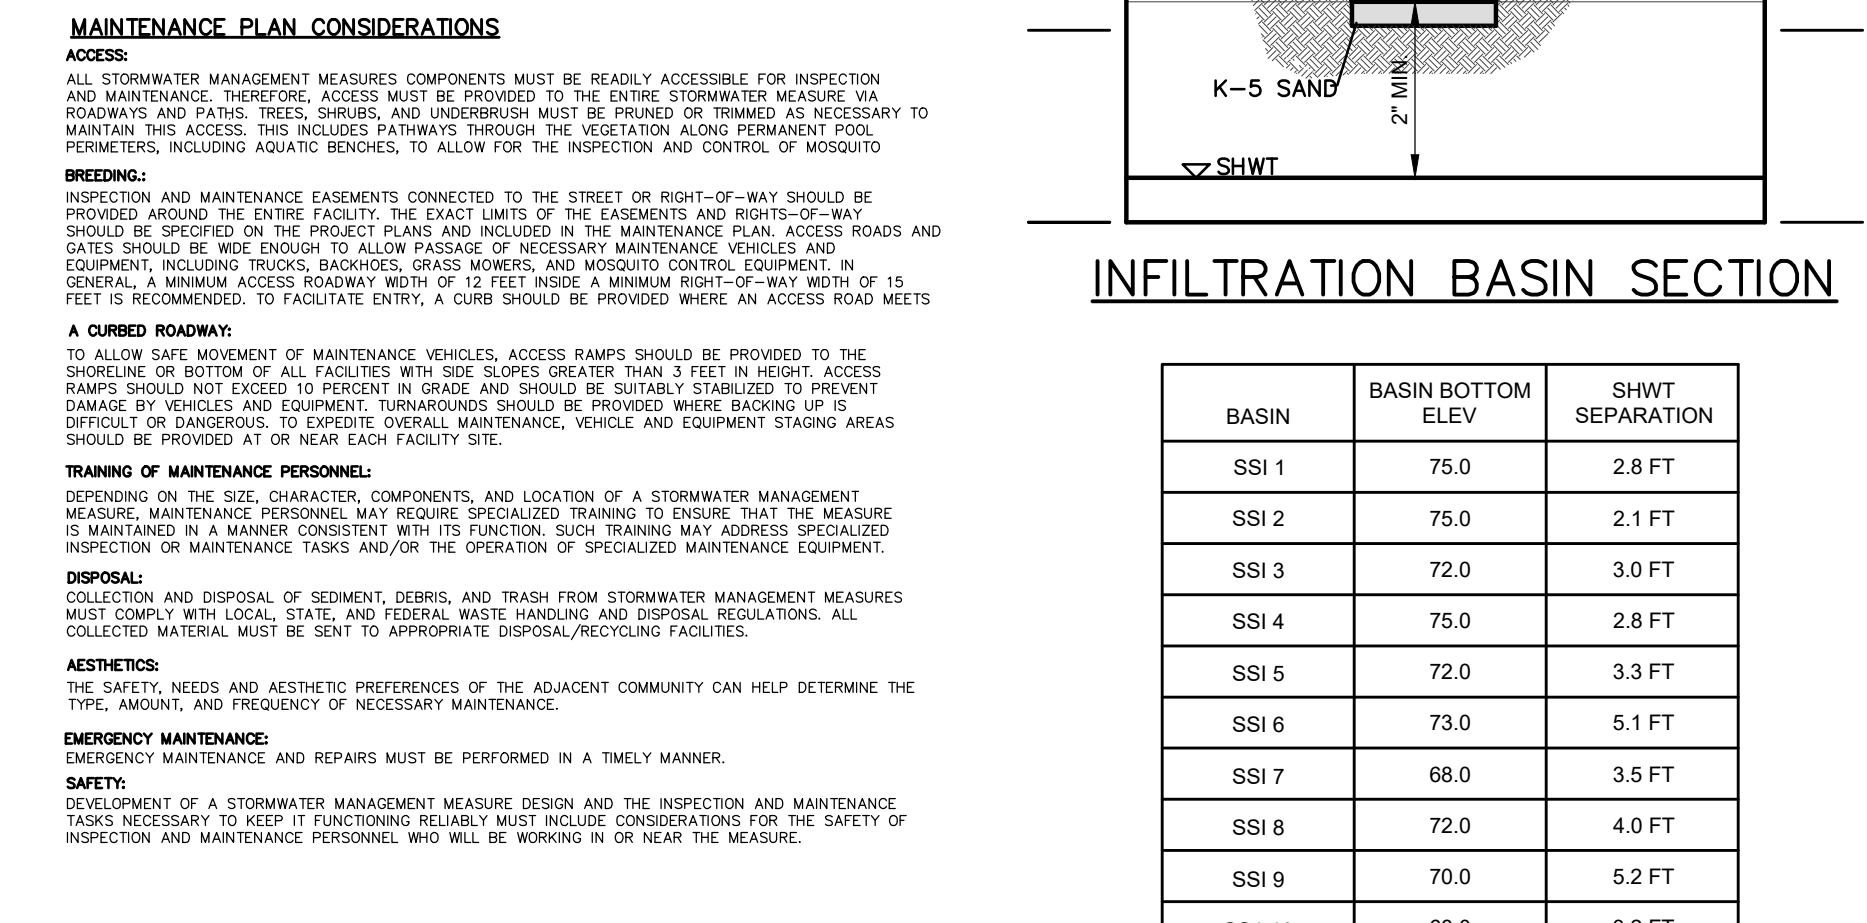 MAINTENANCE PLAN CONSIDERATIONS
ACCESS:
ALL STORMWATER MANAGEMENT MEASURES COMPONENTS MUST BE READILY ACCESSIBLE FOR INSPECTION
AND MAINTENANCE. THEREFORE, ACCESS MUST BE PROVIDED TO THE ENTIRE STORMWATER MEASURE VIA
ROADWAYS AND PATHS. TREES, SHRUBS, AND UNDERBRUSH MUST BE PRUNED OR TRIMMED AS NECESSARY TO
MAINTAIN THIS ACCESS. THIS INCLUDES PATHWAYS THROUGH THE VEGETATION ALONG PERMANENT POOL
PERIMETERS, INCLUDING AQUATIC BENCHES, TO ALLOW FOR THE INSPECTION AND CONTROL OF MOSQUITO
BREEDING.:
INSPECTION AND MAINTENANCE EASEMENTS CONNECTED TO THE STREET OR RIGHT-OF-WAY SHOULD BE
PROVIDED AROUND THE ENTIRE FACILITY. THE EXACT LIMITS OF THE EASEMENTS AND RIGHTS-OF-WAY
SHOULD BE SPECIFIED ON THE PROJECT PLANS AND INCLUDED IN THE MAINTENANCE PLAN. ACCESS ROADS AND
GATES SHOULD BE WIDE ENOUGH TO ALLOW PASSAGE OF NECESSARY MAINTENANCE VEHICLES AND
EQUIPMENT, INCLUDING TRUCKS, BACKHOES, GRASS MOWERS, AND MOSQUITO CONTROL EQUIPMENT. IN
GENERAL, A MINIMUM ACCESS ROADWAY WIDTH OF 12 FEET INSIDE A MINIMUM RIGHT-OF-WAY WIDTH OF 15
FEET IS RECOMMENDED. TO FACILITATE ENTRY, A CURB SHOULD BE PROVIDED WHERE AN ACCESS ROAD MEETS
A CURBED ROADWAY:
TO ALLOW SAFE MOVEMENT OF MAINTENANCE VEHICLES, ACCESS RAMPS SHOULD BE PROVIDED TO THE
SHORELINE OR BOTTOM OF ALL FACILITIES WITH SIDE SLOPES GREATER THAN 3 FEET IN HEIGHT. ACCESS
RAMPS SHOULD NOT EXCEED 10 PERCENT IN GRADE AND SHOULD BE SUITABLY STABILIZED TO PREVENT
DAMAGE BY VEHICLES AND EQUIPMENT. TURNAROUNDS SHOULD BE PROVIDED WHERE BACKING UP IS
DIFFICULT OR DANGEROUS. TO EXPEDITE OVERALL MAINTENANCE, VEHICLE AND EQUIPMENT STAGING AREAS
SHOULD BE PROVIDED AT OR NEAR EACH FACILITY SITE.
TRAINING OF MAINTENANCE PERSONNEL:
DEPENDING ON THE SIZE, CHARACTER, COMPONENTS, AND LOCATION OF A STORMWATER MANAGEMENT
MEASURE, MAINTENANCE PERSONNEL MAY REQUIRE SPECIALIZED TRAINING TO ENSURE THAT THE MEASURE
IS MAINTAINED IN A MANNER CONSISTENT WITH ITS FUNCTION. SUCH TRAINING MAY ADDRESS SPECIALIZED
INSPECTION OR MAINTENANCE TASKS AND/OR THE OPERATION OF SPECIALIZED MAINTENANCE EQUIPMENT.
DISPOSAL:
COLLECTION AND DISPOSAL OF SEDIMENT, DEBRIS, AND TRASH FROM STORMWATER MANAGEMENT MEASURES
MUST COMPLY WITH LOCAL, STATE, AND FEDERAL WASTE HANDLING AND DISPOSAL REGULATIONS. ALL
COLLECTED MATERIAL MUST BE SENT TO APPROPRIATE DISPOSAL/RECYCLING FACILITIES.
AESTHETICS:
THE SAFETY, NEEDS AND AESTHETIC PREFERENCES OF THE ADJACENT COMMUNITY CAN HELP DETERMINE THE
TYPE, AMOUNT, AND FREQUENCY OF NECESSARY MAINTENANCE.
EMERGENCY MAINTENANCE:
EMERGENCY MAINTENANCE AND REPAIRS MUST BE PERFORMED IN A TIMELY MANNER.
SAFETY:
DEVELOPMENT OF A STORMWATER MANAGEMENT MEASURE DESIGN AND THE INSPECTION AND MAINTENANCE
TASKS NECESSARY TO KEEP IT FUNCTIONING RELIABLY MUST INCLUDE CONSIDERATIONS FOR THE SAFETY OF
INSPECTION AND MAINTENANCE PERSONNEL WHO WILL BE WORKING IN OR NEAR THE MEASURE.
K-5 SAND
2" MIN.
SHWT
INFILTRATION BASIN SECTION
BASIN BASIN BOTTOM ELEV SHWT SEPARATION
SSI 1 75.0 2.8 FT
SSI 2 75.0 2.1 FT
SSI 3 72.0 3.0 FT
SSI 4 75.0 2.8 FT
SSI 5 72.0 3.3 FT
SSI 6 73.0 5.1 FT
SSI 7 68.0 3.5 FT
SSI 8 72.0 4.0 FT
SSI 9 70.0 5.2 FT